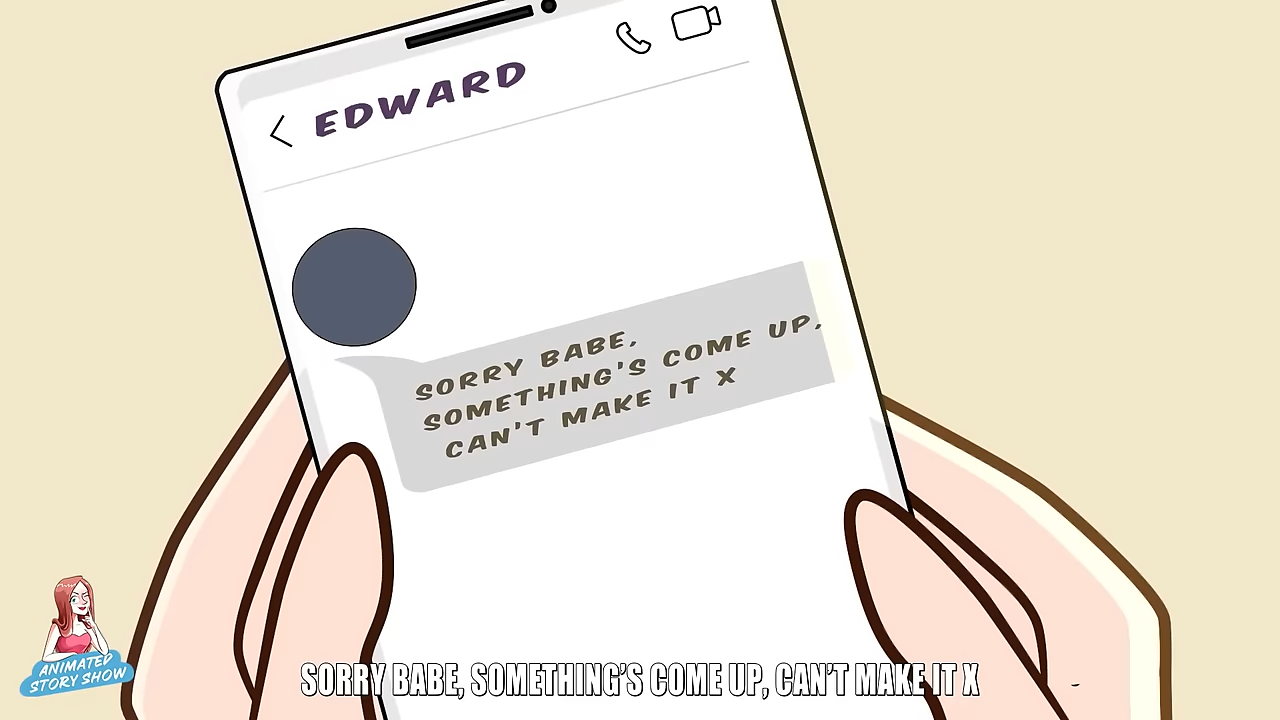 EDWARD
SORRY BABE,
SOMETHING'S COME UP,
CAN'T MAKE IT X
ANIMATED
STORY SHOW
SORRY BABE, SOMETHING'S COME UP, CAN'T MAKE IT X